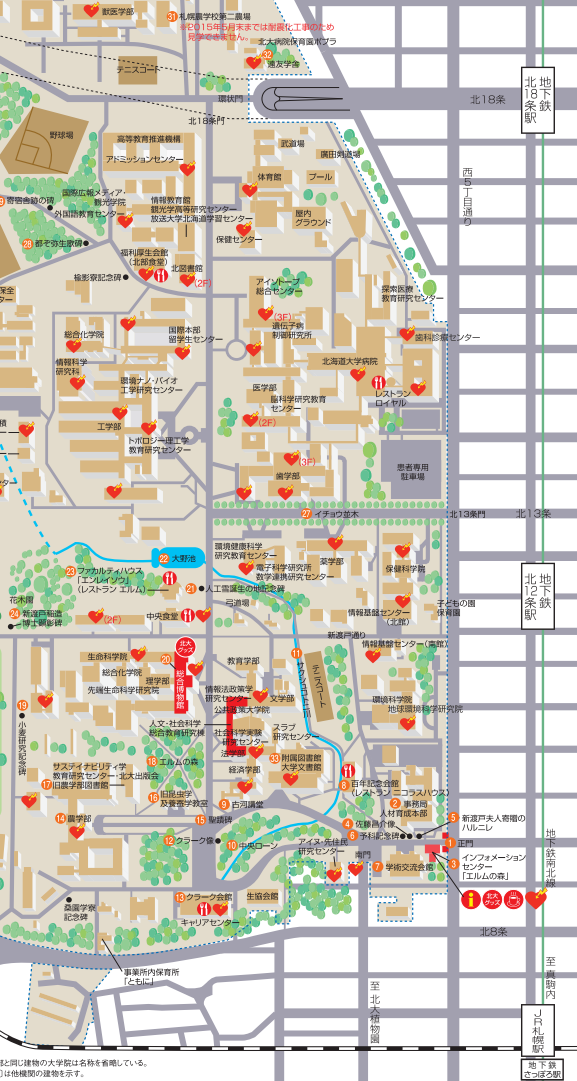 獣医学部
31 札幌農学校第二農場
※2015年5月末までは耐震化工事のため
見学できません。
北大病院保育園ポプラ
32
速友学舎
テニスコート
環状門
北18条
地下鉄
北18条駅
北18条門
野球場
高等教育推進機構
アドミッションセンター
武道場
廣田剣道場
体育館
プール
西5丁目通り
国際広報メディア・
観光学院
外国語教育センター
寄宿舎跡の碑
情報教育館
観光学高等研究センター
放送大学北海道学習センター
屋内
グラウンド
28 都ぞ弥生歌碑
保健センター
福利厚生会館
(北部食堂)
北図書館
(2F)
楡影寮記念碑
保全
ター
アイソトープ
総合センター
探索医療
教育研究センター
(3F)
遺伝子病
制御研究所
歯科診療センター
総合化学院
国際本部
留学生センター
情報科学
研究科
北海道大学病院
環境ナノ・バイオ
工学研究センター
医学部
脳科学研究教育
センター
レストラン
ロイヤル
(2F)
工学部
トポロジー理工学
教育研究センター
積
ター
(3F)
歯学部
患者専用
駐車場
27 イチョウ並木
北13条門
北13条
22 大野池
環境健康科学
研究教育センター
薬学部
23 ファカルティハウス
「エンレイソウ」
(レストラン エルム)
電子科学研究所
数学連携研究センター
保健科学院
地下鉄
北12条駅
21 人工雪誕生の地記念碑
花木園
24 新渡戸稲造
博士顕彰碑
(2F)
中央食堂
弓道場
情報基盤センター
(北館)
子どもの園
保育園
新渡戸通り
情報基盤センター(南館)
北大
グッズ
生命科学院
20
総合博物館
教育学部
11
サクシュコトニ川
テニスコート
総合化学院
理学部
先端生命科学研究院
情報法政策学
研究センター
文学部
環境科学院
地球環境科学研究院
公共政策大学院
19
小麦研究記念碑
人文・社会科学
総合教育研究棟
社会科学実験
研究センター
スラブ
研究センター
法学部
18 エルムの森
33 附属図書館
大学文書館
サステイナビリティ学
教育研究センター・北大出版会
17 旧農学部図書館
経済学部
8 百年記念会館
(レストラン ニコラスハウス)
16 旧昆虫学
及養蚕学教室
9 古河講堂
2 事務局
人材育成本部
14 農学部
15 聖蹟碑
4 佐藤昌介像
5 新渡戸夫人寄宿の
ハルニレ
6 予科記念碑
12 クラーク像
10 中央ローン
アイヌ・先住民
研究センター
1 正門
南門
7 学術交流会館
3 インフォメーション
センター
「エルムの森」
地下鉄南北線
13 クラーク会館
生協会館
キャリアセンター
i
北大
グッズ
桑園学寮
記念碑
北8条
事業所内保育所
「ともに」
至 北大植物園
至 真駒内
JR札幌駅
部と同じ建物の大学院は名称を省略している。
)は他機関の建物を示す。
地下鉄
さっぽろ駅